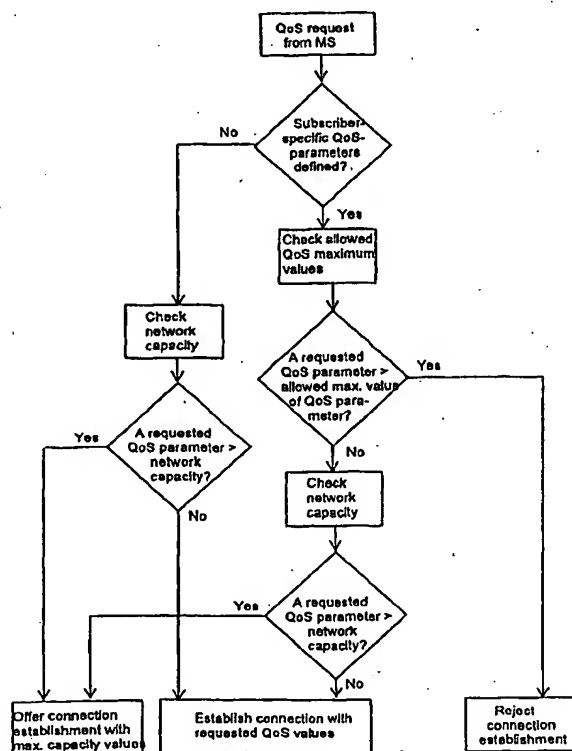 QoS request
from MS
Subscriber-
specific QoS-
parameters
defined?
No
Yes
Check allowed
QoS maximum
values
Check
network
capacity
A requested
QoS parameter >
allowed max. value
of QoS para-
meter?
Yes
No
A requested
QoS parameter >
network
capacity?
Yes
No
Check
network
capacity
A requested
QoS parameter >
network
capacity?
Yes
No
Offer connection
establishment with
max. capacity values
Establish connection with
requested QoS values
Reject
connection
establishment